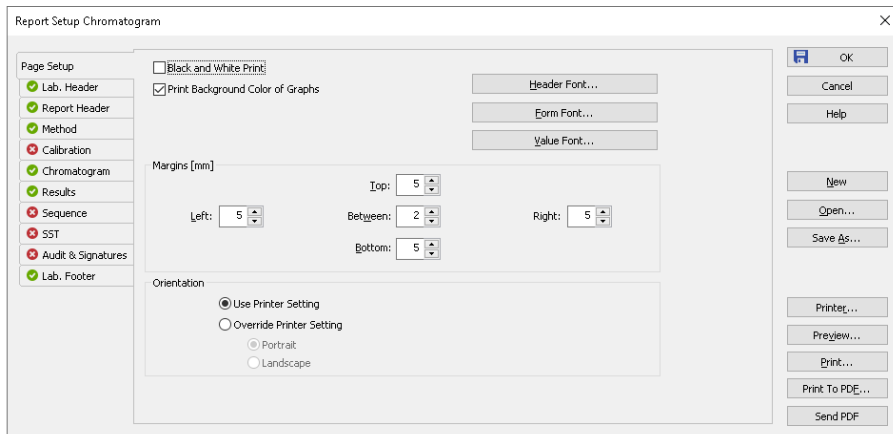 Report Setup Chromatogram
Page Setup
Lab. Header
Report Header
Method
Calibration
Chromatogram
Results
Sequence
SST
Audit & Signatures
Lab. Footer
Black and White Print
Print Background Color of Graphs
Header Font...
Form Font...
Value Font...
Margins [mm]
Top: 5
Left: 5 Between: 2 Right: 5
Bottom: 5
Orientation
Use Printer Setting
Override Printer Setting
Portrait
Landscape
OK
Cancel
Help
New
Open...
Save As...
Printer...
Preview...
Print...
Print To PDF...
Send PDF